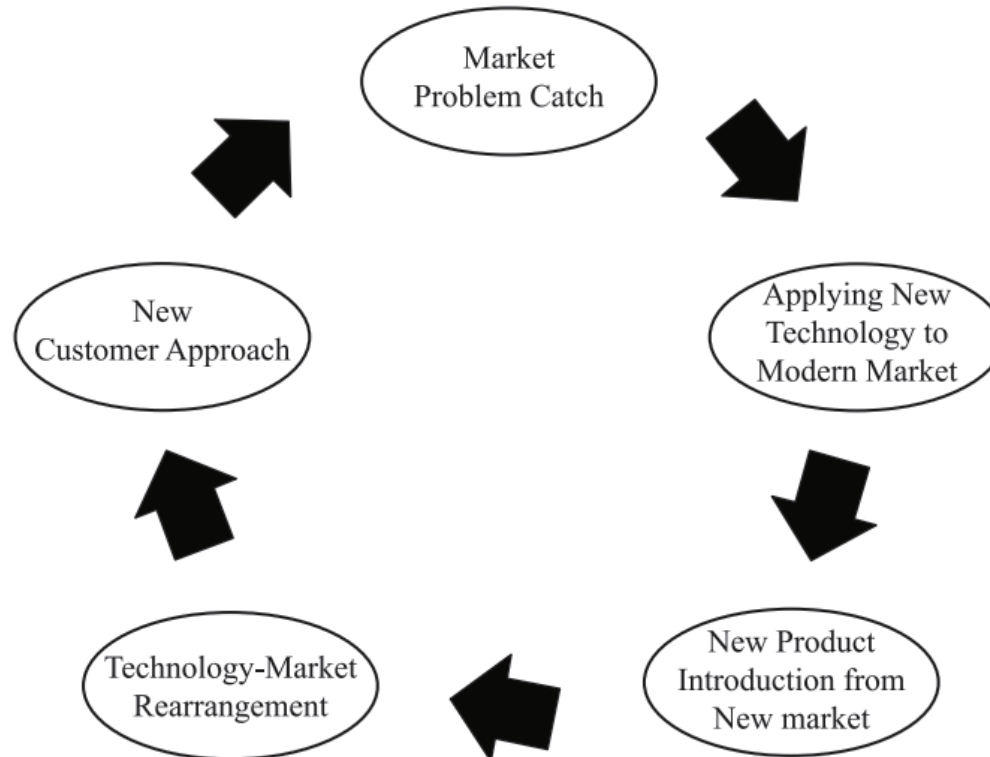 Market
Problem Catch
Applying New
Technology to
Modern Market
New Product
Introduction from
New market
Technology-Market
Rearrangement
New
Customer Approach